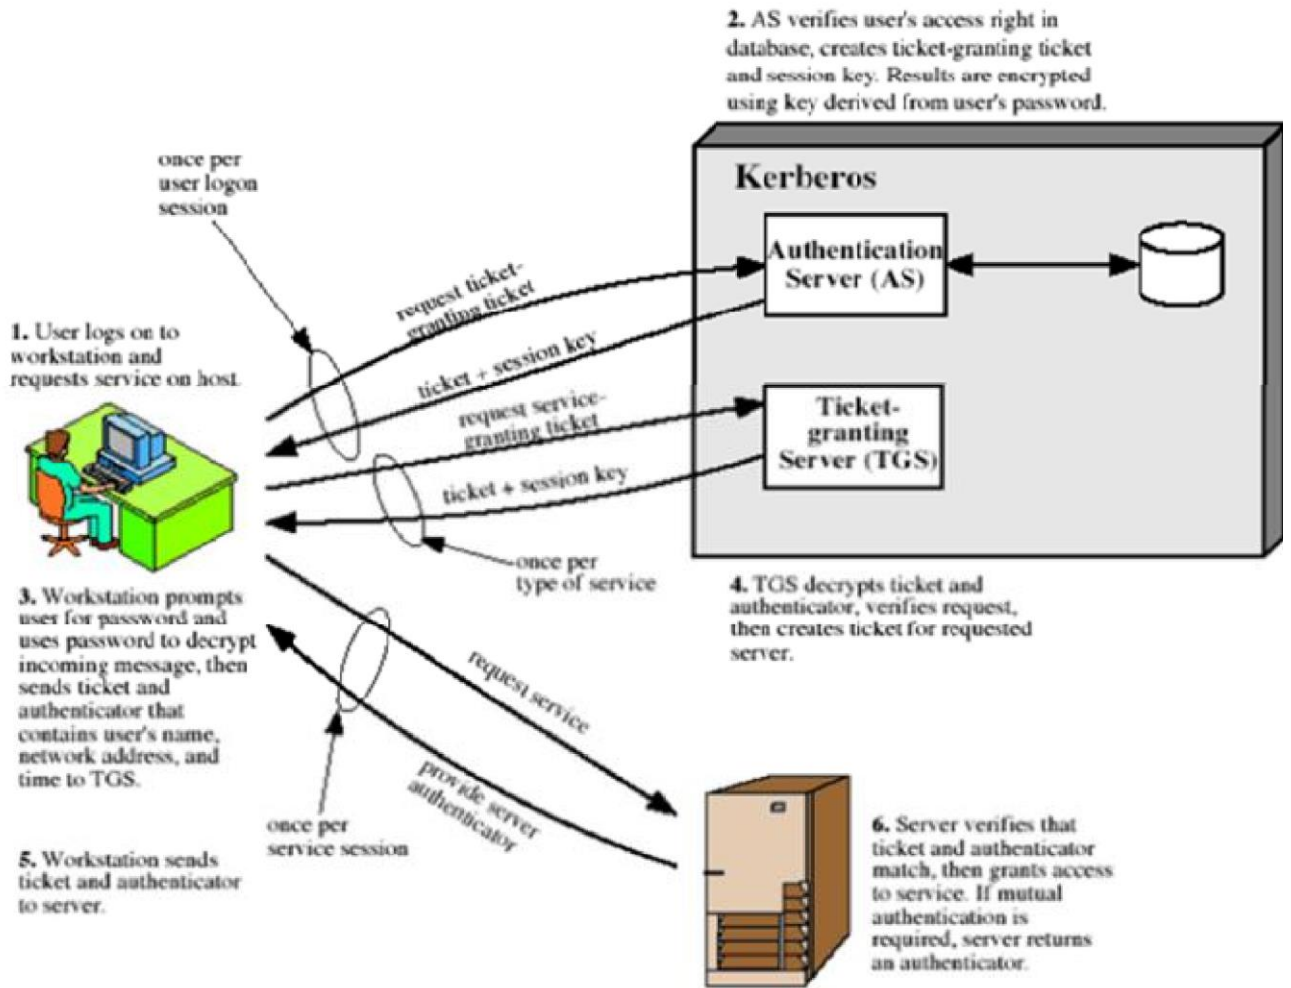 2. AS verifies user's access right in
database, creates ticket-granting ticket
and session key. Results are encrypted
using key derived from user's password.
once per
user logon
session
Kerberos
Authentication
Server (AS)
request ticket-
granting ticket
1. User logs on to
workstation and
requests service on host.
ticket + session key
request service-
granting ticket
Ticket-
granting
Server (TGS)
ticket + session key
once per
type of service
3. Workstation prompts
user for password and
uses password to decrypt
incoming message, then
sends ticket and
authenticator that
contains user's name,
network address, and
time to TGS.
4. TGS decrypts ticket and
authenticator, verifies request,
then creates ticket for requested
server.
request service
provide server
authenticator
once per
service session
5. Workstation sends
ticket and authenticator
to server.
6. Server verifies that
ticket and authenticator
match, then grants access
to service. If mutual
authentication is
required, server returns
an authenticator.